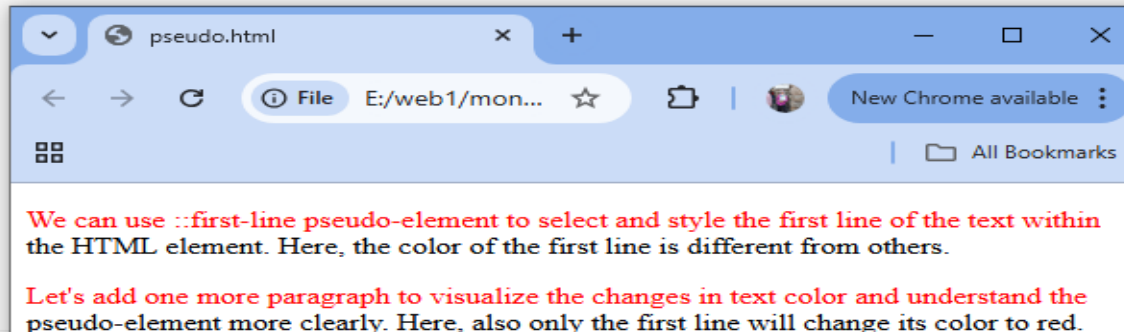 pseudo.html
File E:/web1/mon... New Chrome available
All Bookmarks
We can use ::first-line pseudo-element to select and style the first line of the text within
the HTML element. Here, the color of the first line is different from others.
Let's add one more paragraph to visualize the changes in text color and understand the
pseudo-element more clearly. Here, also only the first line will change its color to red.